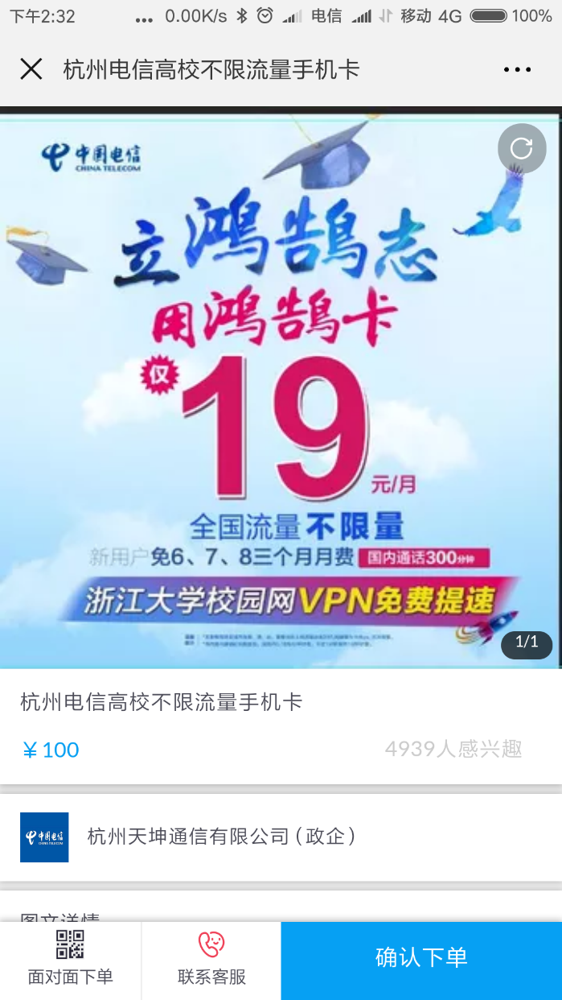 下午2:32 ... 0.00K/s 电信 移动 4G 100%
杭州电信高校不限流量手机卡
中国电信
CHINA TELECOM
立鸿鹄志
用鸿鹄卡
仅
19
元/月
全国流量不限量
新用户免6、7、8三个月月费 国内通话300分钟
浙江大学校园网VPN免费提速
1/1
杭州电信高校不限流量手机卡
￥100 4939人感兴趣
中国电信
杭州天坤通信有限公司(政企)
图文详情
面对面下单 联系客服 确认下单